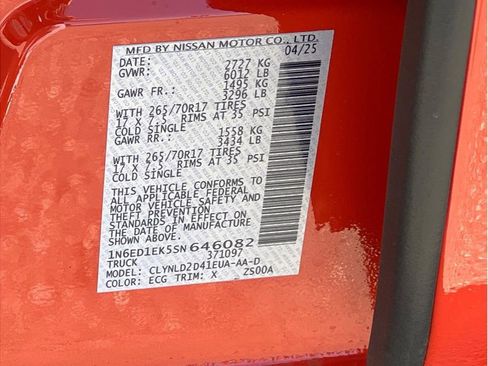 MFD BY NISSAN MOTOR CO., LTD.
DATE: 04/25
GVWR: 2727 KG
6012 LB
GAWR FR.: 1495 KG
3296 LB
WITH 265/70R17 TIRES
17 X 7.5 RIMS AT 35 PSI
COLD SINGLE
GAWR RR.: 1558 KG
3434 LB
WITH 265/70R17 TIRES
17 X 7.5 RIMS AT 35 PSI
COLD SINGLE
THIS VEHICLE CONFORMS TO
ALL APPLICABLE FEDERAL
MOTOR VEHICLE SAFETY AND
THEFT PREVENTION
STANDARDS IN EFFECT ON
THE DATE OF MANUFACTURE
SHOWN ABOVE.
1N6ED1EK5SN646082
TRUCK 371097
MODEL: CLYNLD2D41EUA-AA-D
COLOR: ECG TRIM: X ZS00A